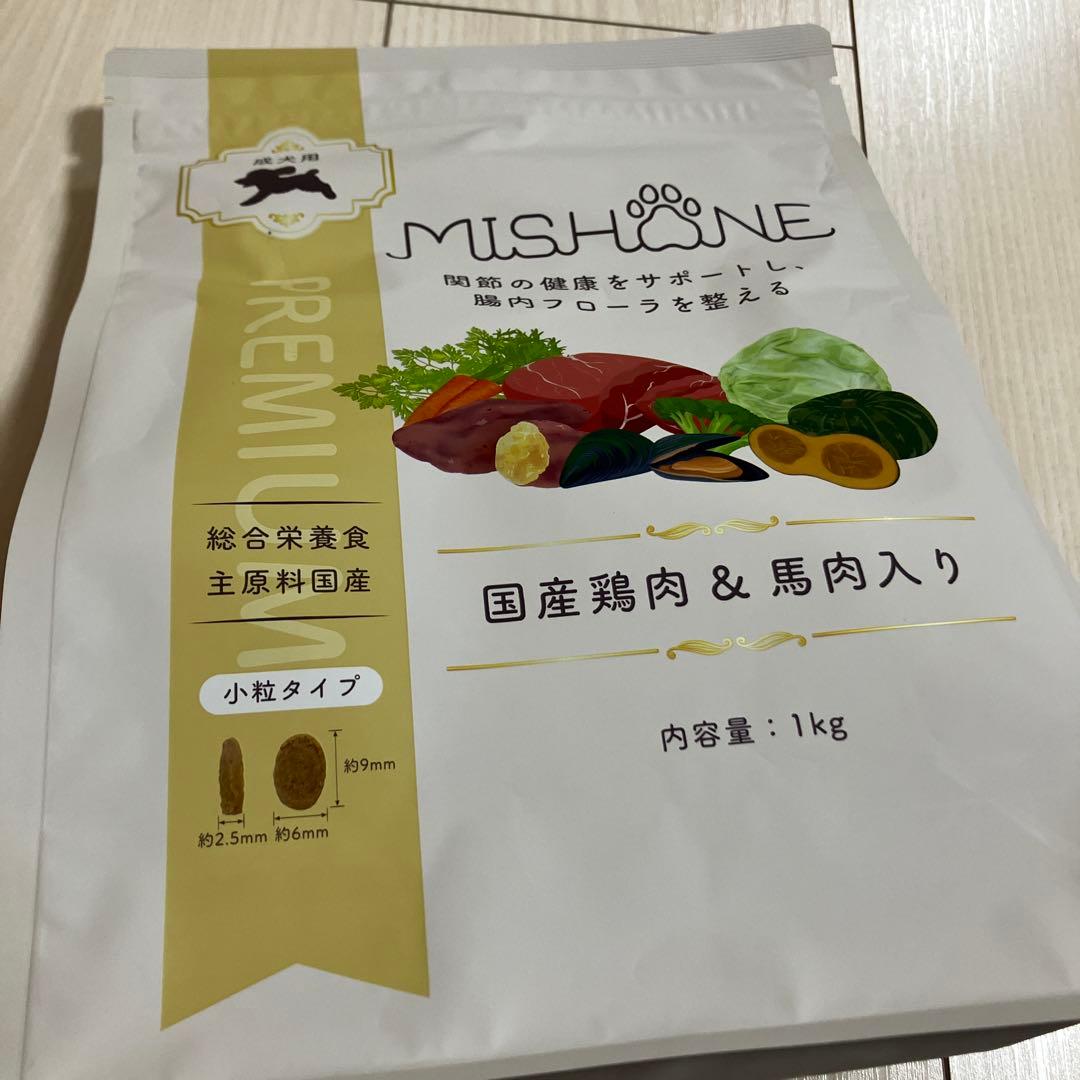 成犬用
MISHONE
関節の健康をサポートし、
腸内フローラを整える
PREMIUM
総合栄養食
主原料国産
小粒タイプ
約9mm
約2.5mm 約6mm
国産鶏肉 & 馬肉入り
内容量:1kg